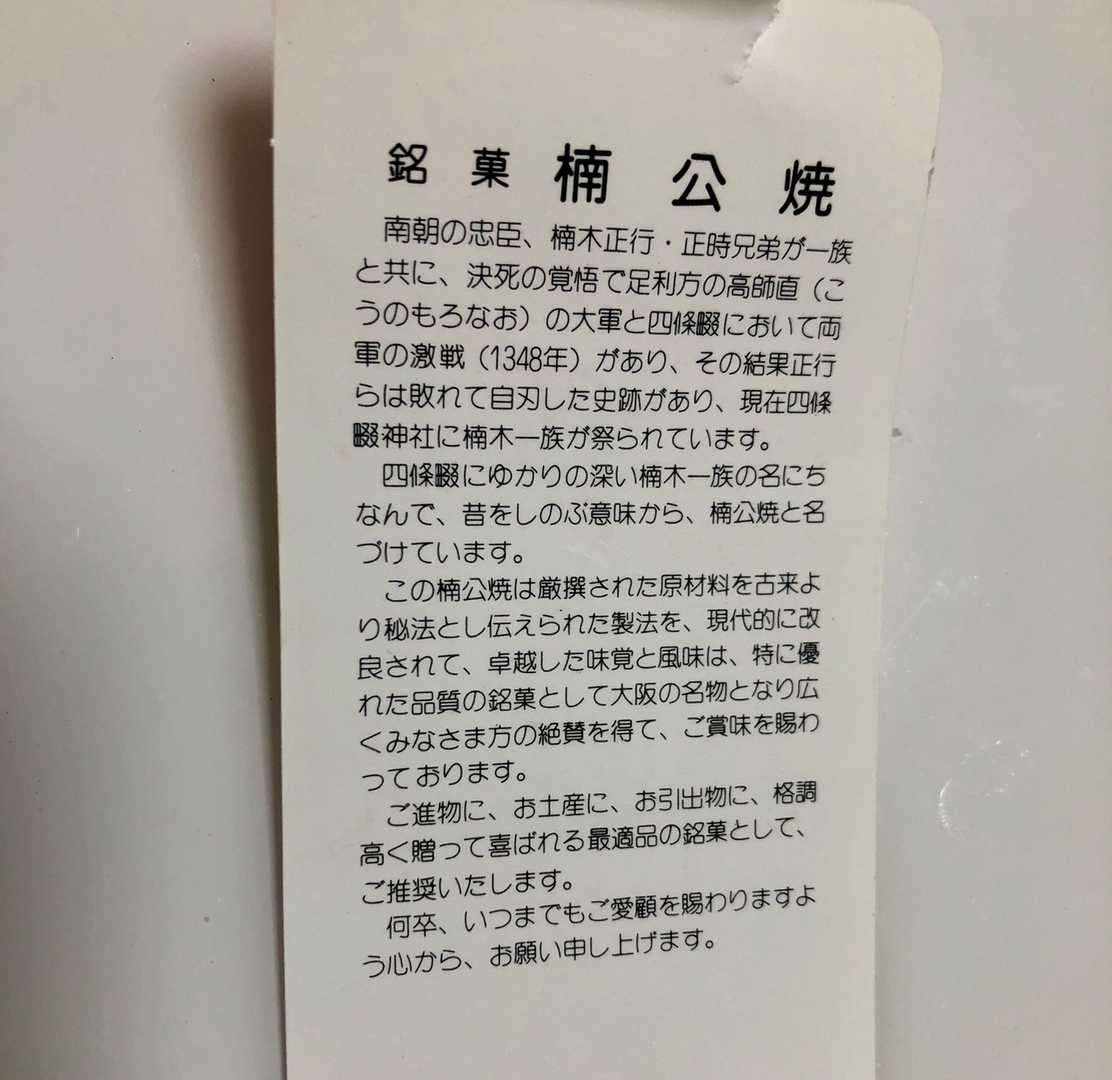 銘菓 楠公焼
南朝の忠臣、楠木正行・正時兄弟が一族
と共に、決死の覚悟で足利方の高師直（こ
うのもろなお）の大軍と四條畷において両
軍の激戦（1348年）があり、その結果正行
らは敗れて自刃した史跡があり、現在四條
畷神社に楠木一族が祭られています。
四條畷にゆかりの深い楠木一族の名にち
なんで、昔をしのぶ意味から、楠公焼と名
づけています。
この楠公焼は厳撰された原材料を古来よ
り秘法とし伝えられた製法を、現代的に改
良されて、卓越した味覚と風味は、特に優
れた品質の銘菓として大阪の名物となり広
くみなさま方の絶賛を得て、ご賞味を賜わ
っております。
ご進物に、お土産に、お引出物に、格調
高く贈って喜ばれる最適品の銘菓として、
ご推奨いたします。
何卒、いつまでもご愛顧を賜わりますよ
う心から、お願い申し上げます。